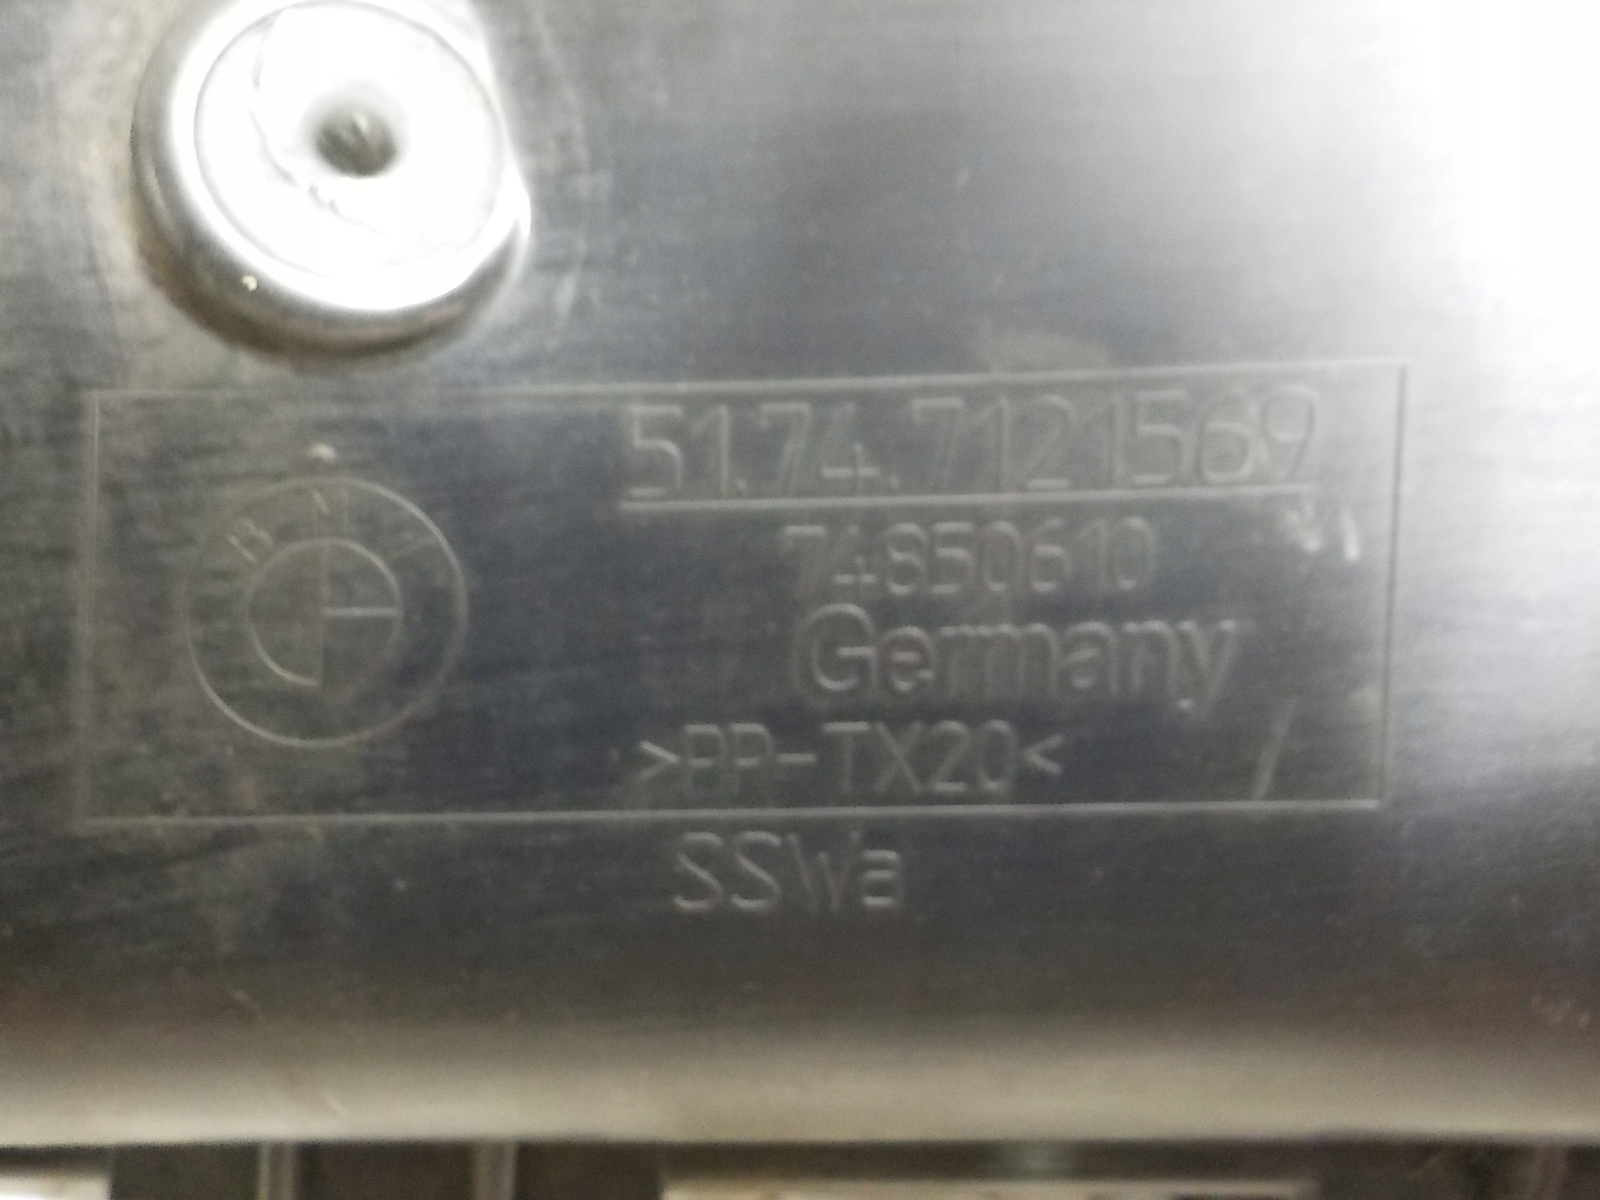 51.74.7121569
74850610
Germany
>PP-TX20<
SSWa